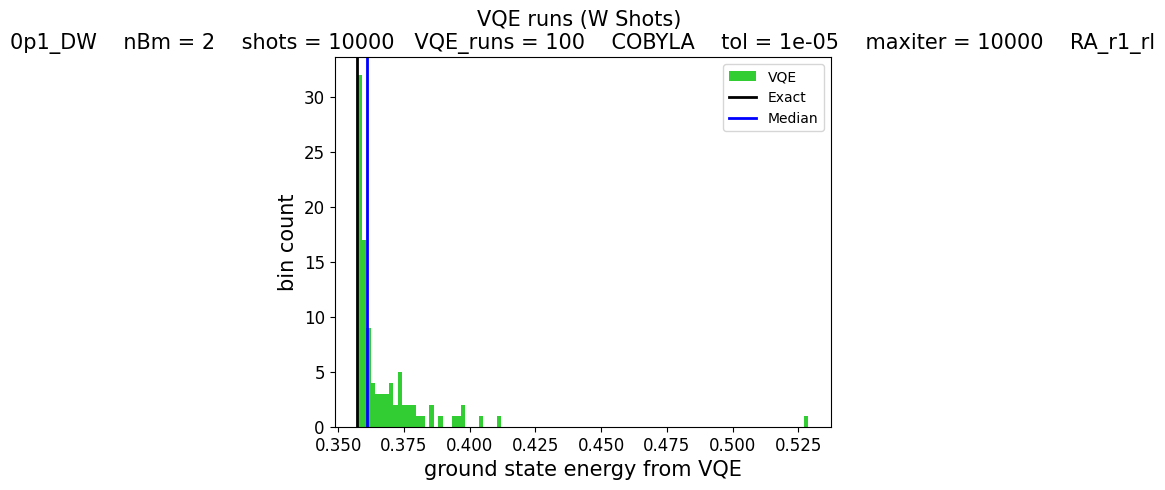 VQE runs (W Shots)
0p1_DW nBm = 2 shots = 10000 VQE_runs = 100 COBYLA tol = 1e-05 maxiter = 10000 RA_r1_rl
VQE
Exact
Median
30
25
20
15
10
5
0
bin count
0.350 0.375 0.400 0.425 0.450 0.475 0.500 0.525
ground state energy from VQE